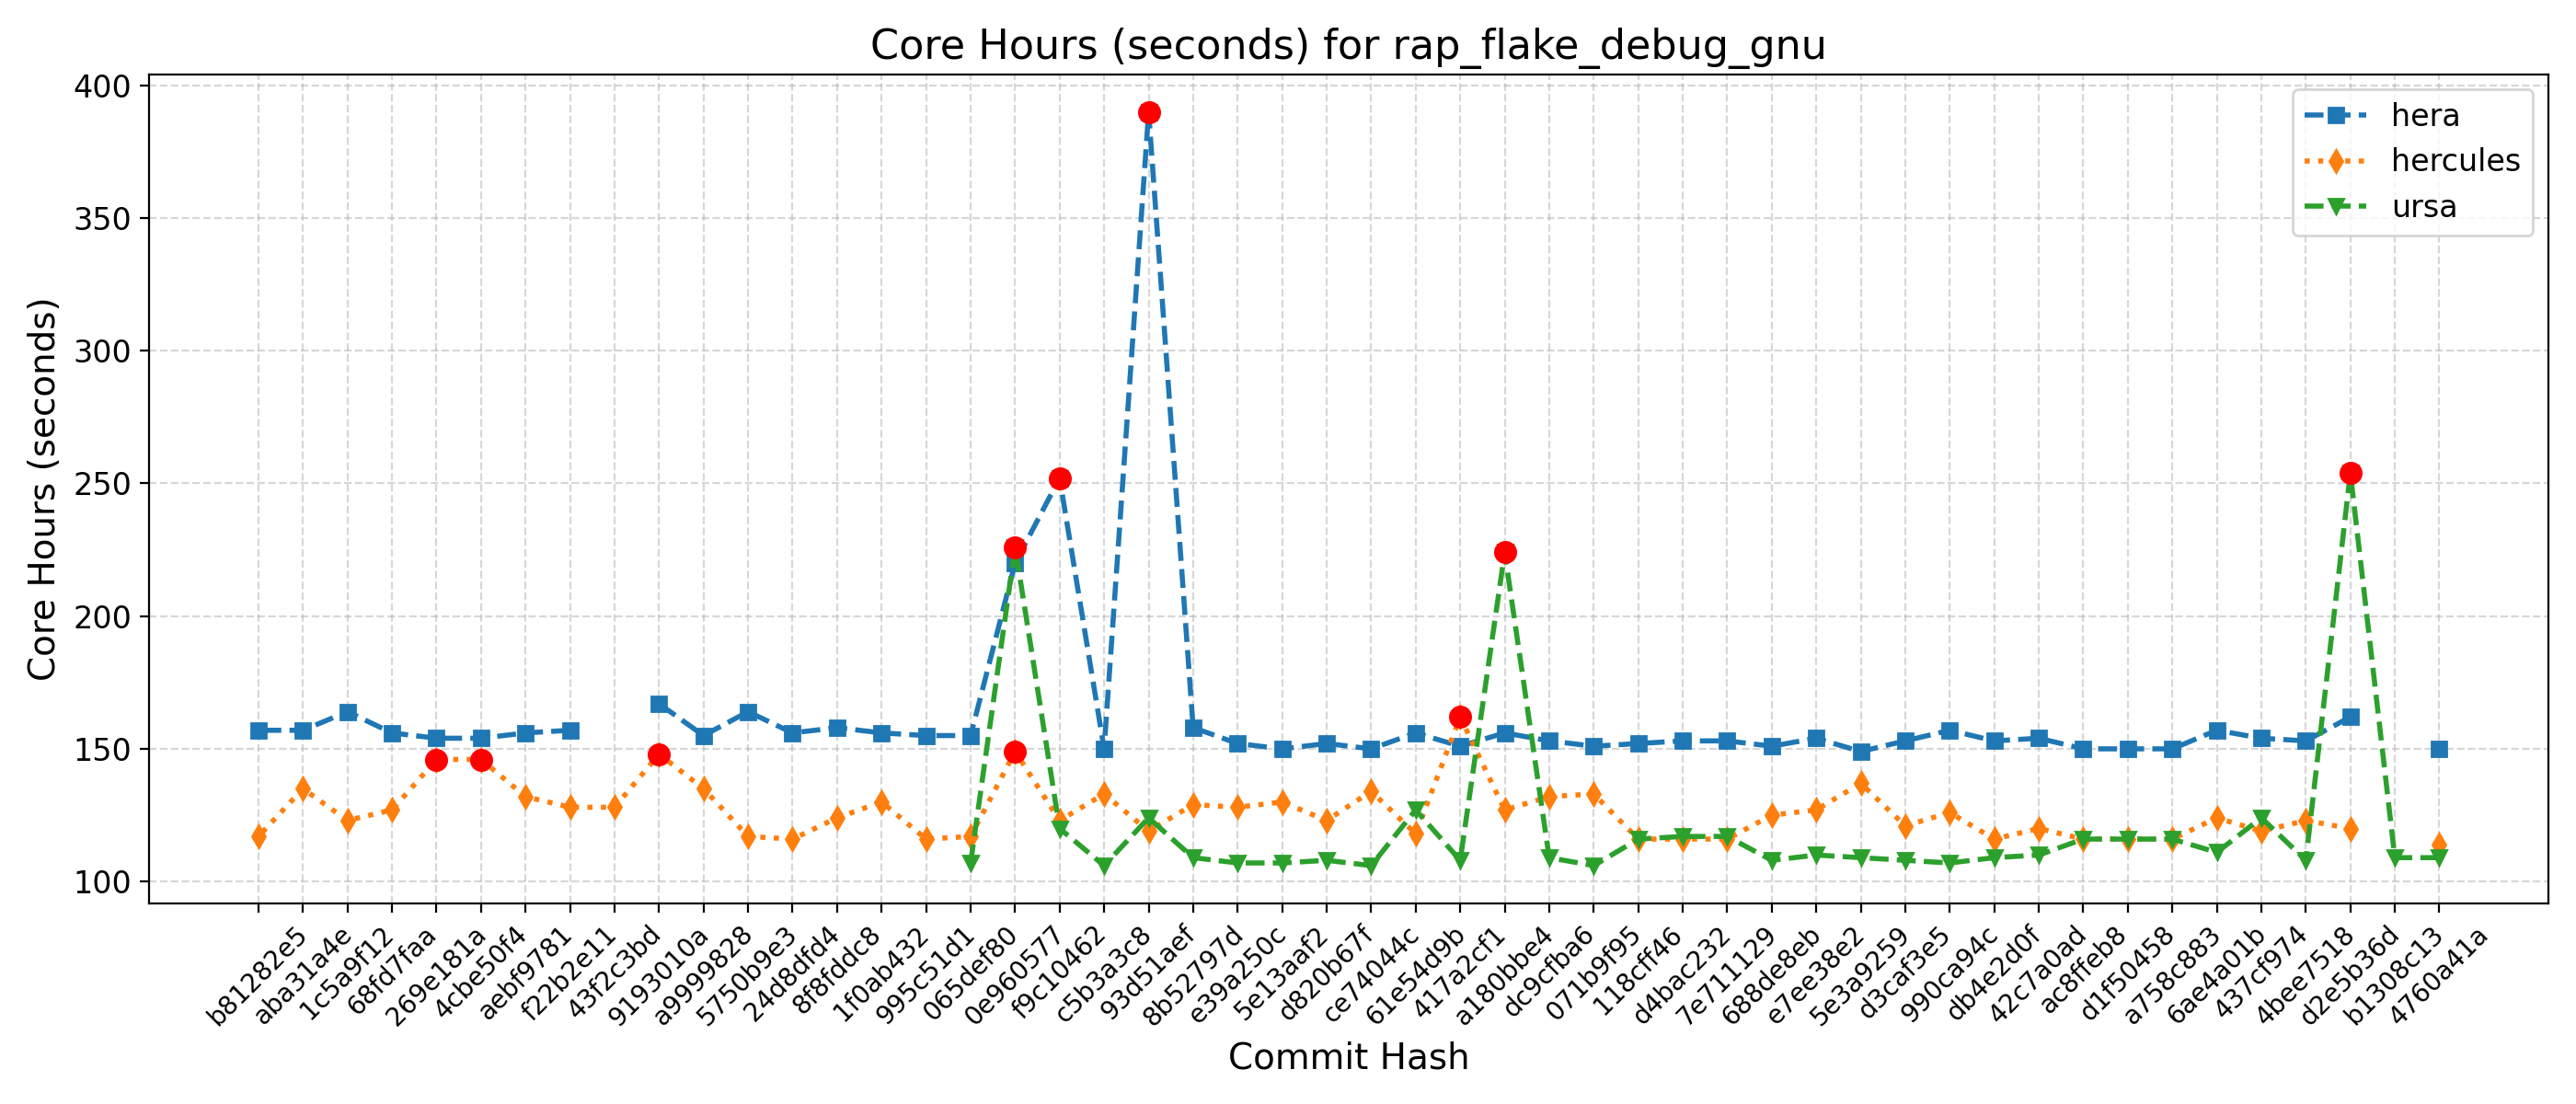 Core Hours (seconds) for rap_flake_debug_gnu
400
350
300
250
200
150
100
Core Hours (seconds)
hera
hercules
ursa
b81282e5
aba31a4e
1c5a9f12
68fd7faa
269e181a
4cbe50f4
aebf9781
f22b2e11
43f2c3bd
9193010a
a9999828
5750b9e3
24d8dfd4
8f8fddc8
1f0ab432
995c51d1
065def80
0e960577
f9c10462
c5b3a3c8
93d51aef
8b52797d
e39a250c
5e13aaf2
d820b67f
ce74044c
61e54d9b
417a2cf1
a180bbe4
dc9cfba6
071b9f95
118cff46
d4bac232
7e711129
688de8eb
e7ee38e2
5e3a9259
d3caf3e5
990ca94c
db4e2d0f
42c7a0ad
ac8ffeb8
d1f50458
a758c883
6ae4a01b
437cf974
4bee7518
d2e5b36d
b1308c13
4760a41a
Commit Hash